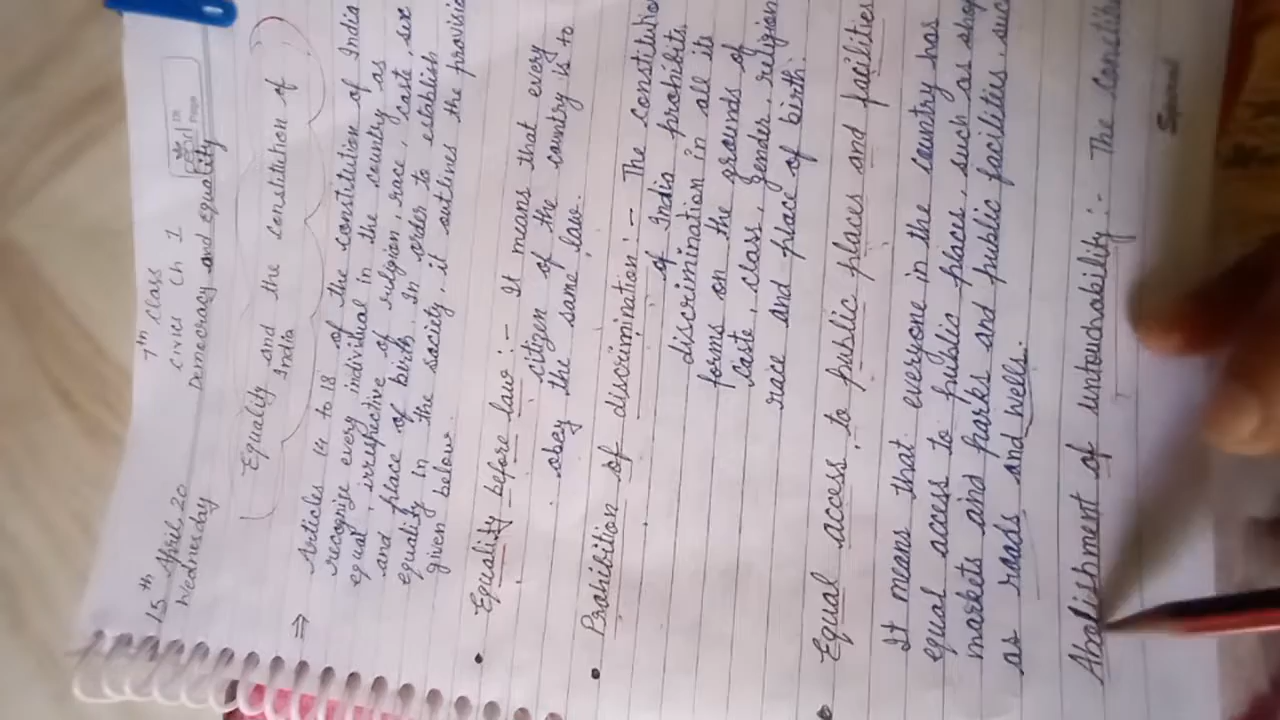 15th April 20
Wednesday
7th class
Civics Ch 1
Democracy and equality
Equality and the constitution of
India
⇒ Articles 14 to 18 of the constitution of India
recognise every individual in the country as
equal, irrespective of religion, race, caste, sex
and place of birth. In order to establish
equality in the society, it outlines the
given below.
• Equality before law :- It means that every
citizen of the country is to
obey the same law.
• Prohibition of discrimination :- The
of India prohibits
discrimination in all its
forms on the grounds of
caste, class, gender, religion
race and place of birth.
• Equal access to public places and facilities
It means that everyone in the country has
equal access to public places, such as
markets and parks and public facilities, such
as roads and wells.
Abolishment of untouchability :- The